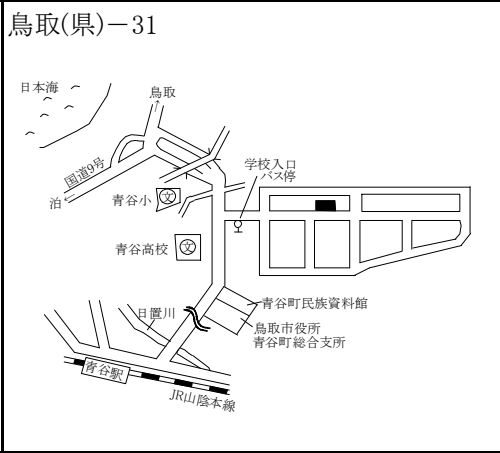 鳥取(県)－31
日本海
鳥取
国道9号
泊
学校入口
バス停
青谷小
文
青谷高校
文
日置川
青谷町民族資料館
鳥取市役所
青谷町総合支所
青谷駅
JR山陰本線